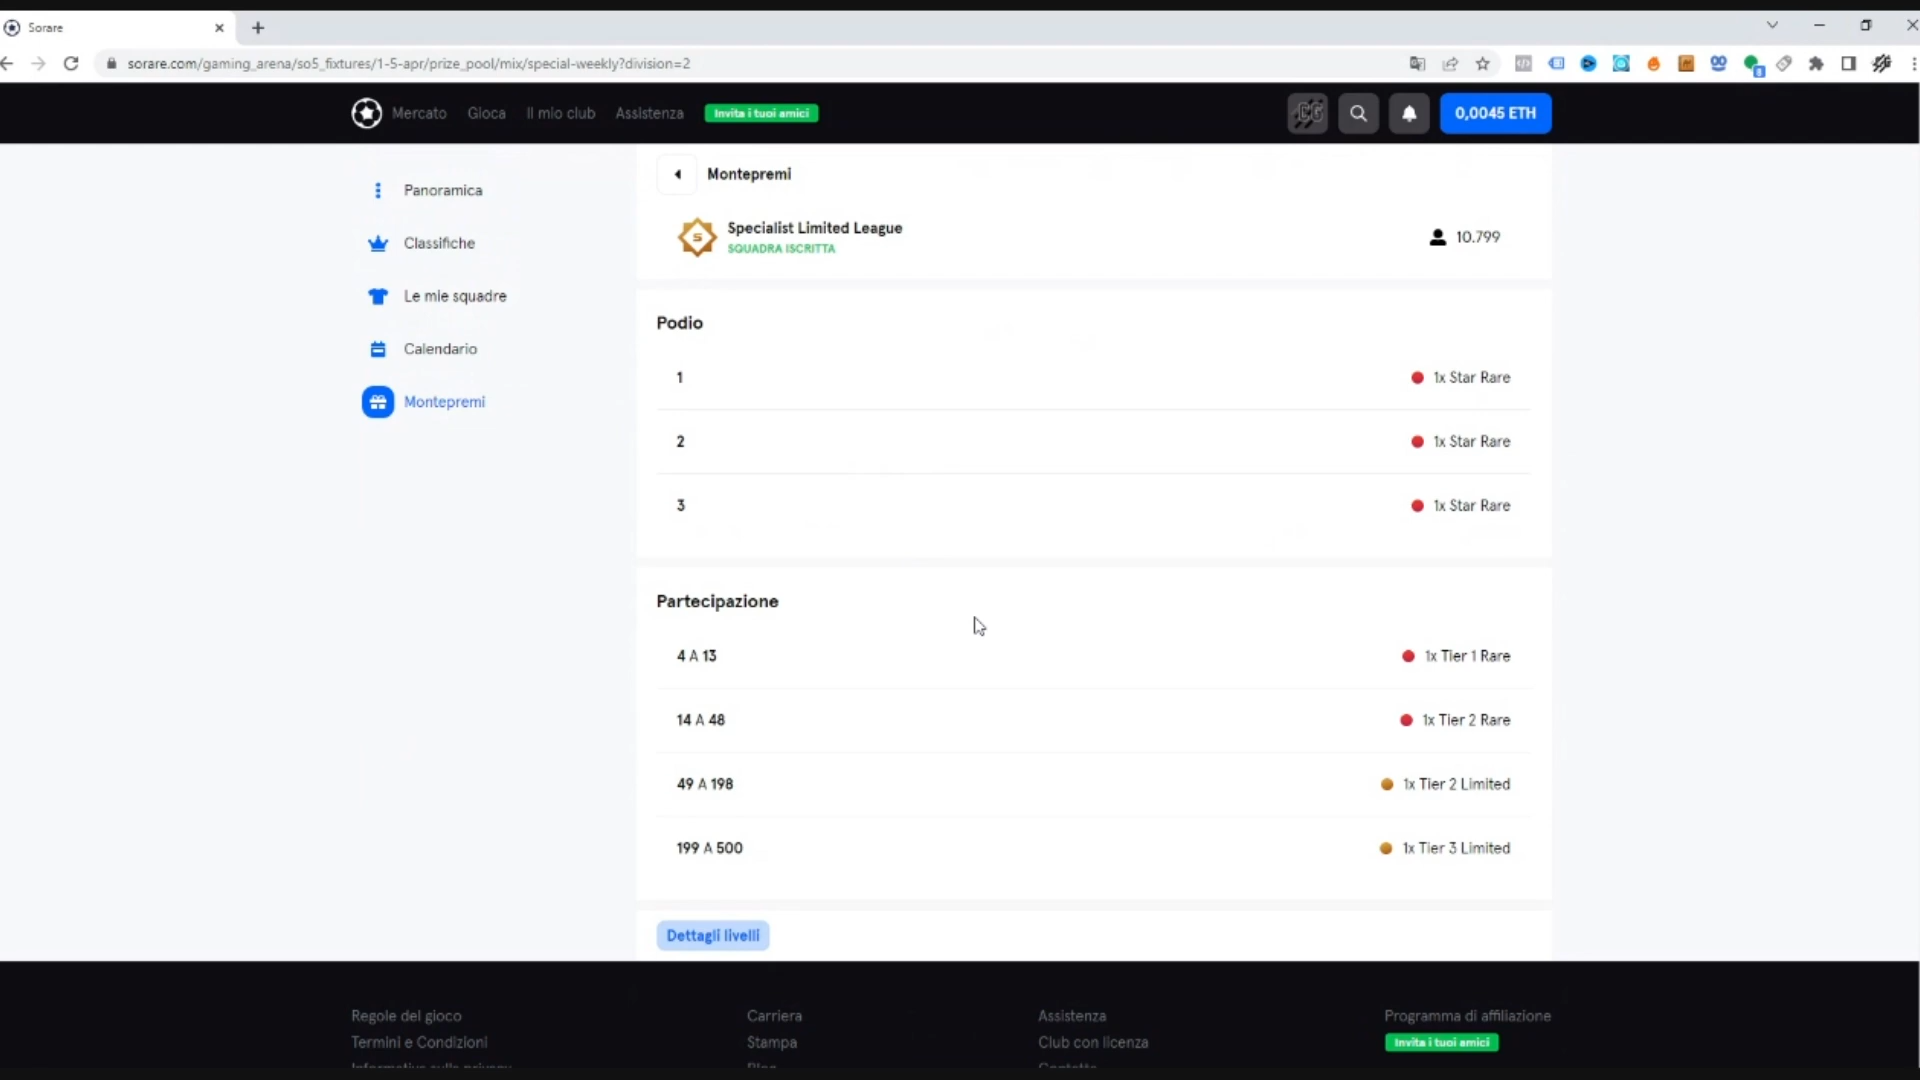 Sorare
sorare.com/gaming_arena/so5_fixtures/1-5-apr/prize_pool/mix/special-weekly?division=2
Mercato Gioca Il mio club Assistenza Invita i tuoi amici 0,0045 ETH
Panoramica
Classifiche
Le mie squadre
Calendario
Montepremi
Montepremi
S
Specialist Limited League
SQUADRA ISCRITTA
10.799
Podio
1 1x Star Rare
2 1x Star Rare
3 1x Star Rare
Partecipazione
4 A 13 1x Tier 1 Rare
14 A 48 1x Tier 2 Rare
49 A 198 1x Tier 2 Limited
199 A 500 1x Tier 3 Limited
Dettagli livelli
Regole del gioco Carriera Assistenza Programma di affiliazione
Termini e Condizioni Stampa Club con licenza Invita i tuoi amici